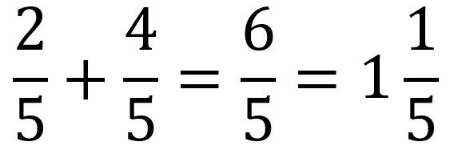 2/5 + 4/5 = 6/5 = 1 1/5